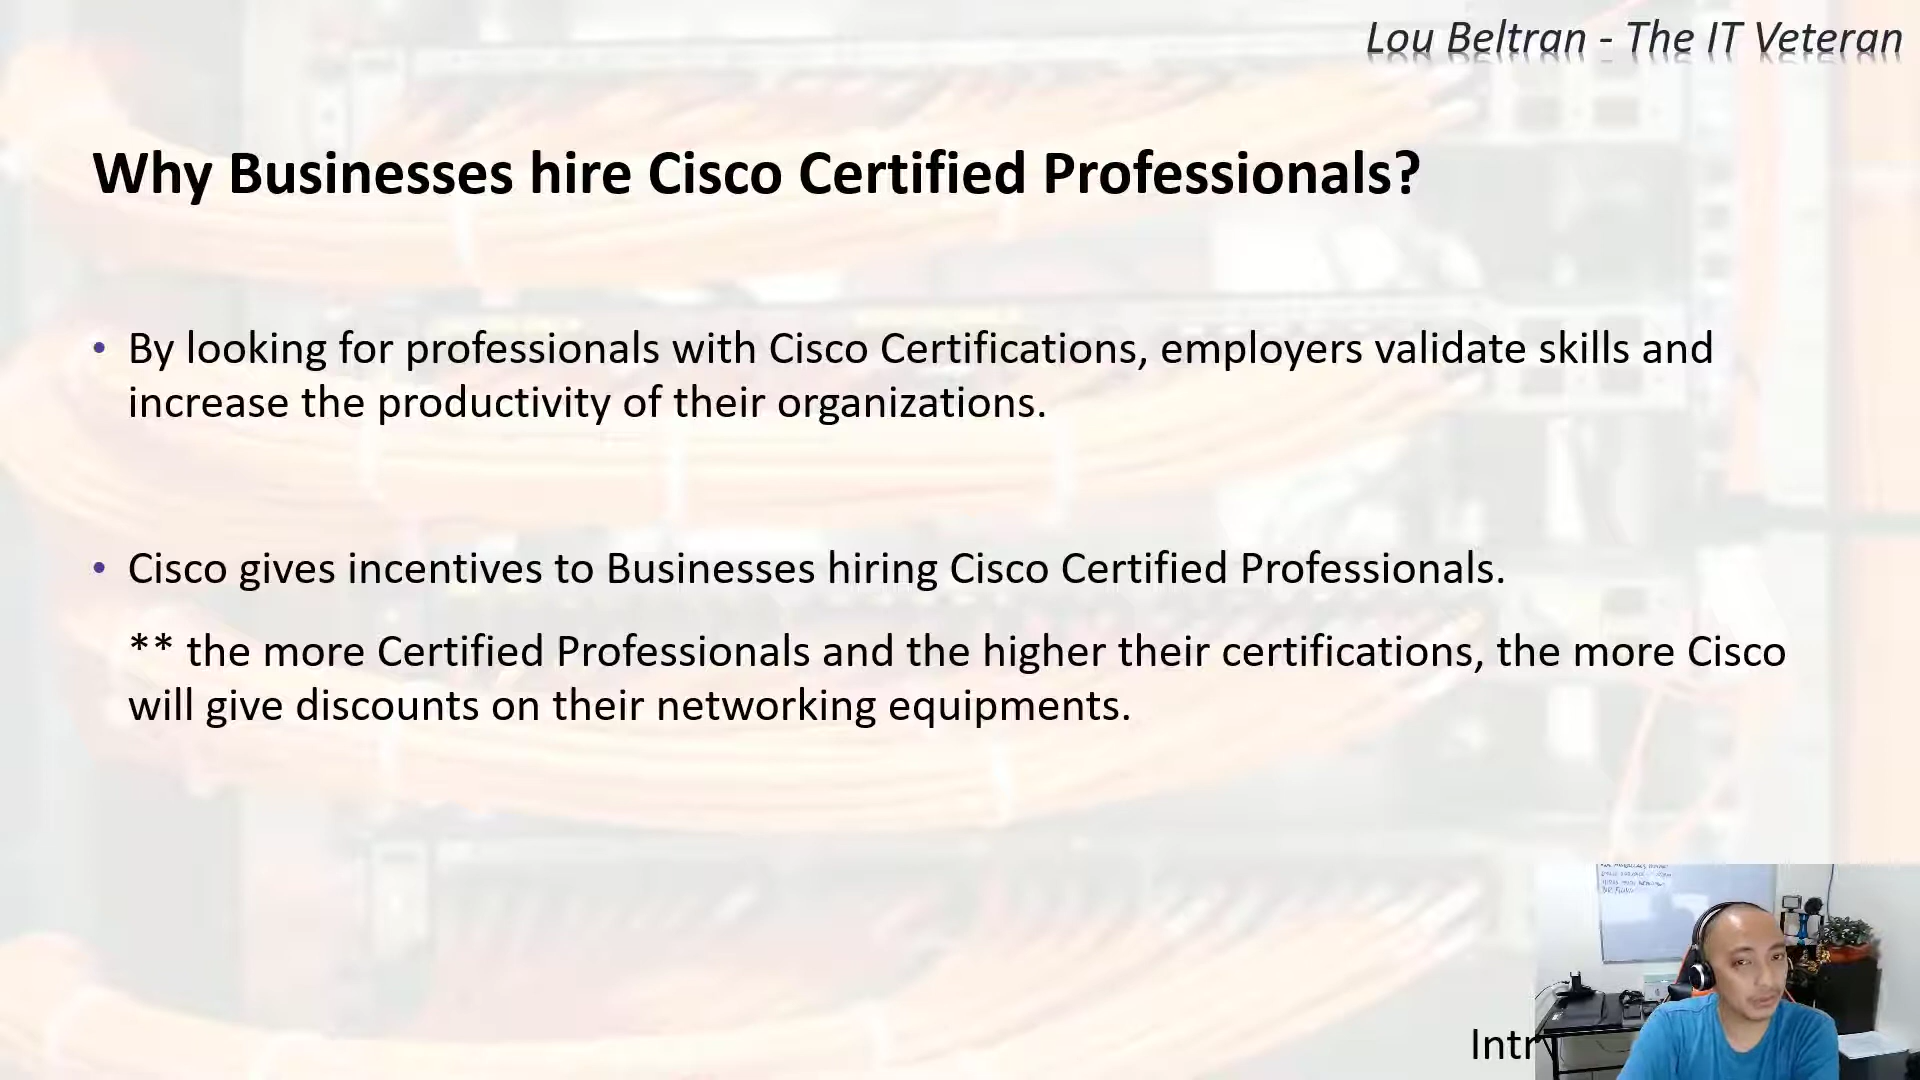 Lou Beltran - The IT Veteran
Why Businesses hire Cisco Certified Professionals?
• By looking for professionals with Cisco Certifications, employers validate skills and
increase the productivity of their organizations.
• Cisco gives incentives to Businesses hiring Cisco Certified Professionals.
** the more Certified Professionals and the higher their certifications, the more Cisco
will give discounts on their networking equipments.
Intr